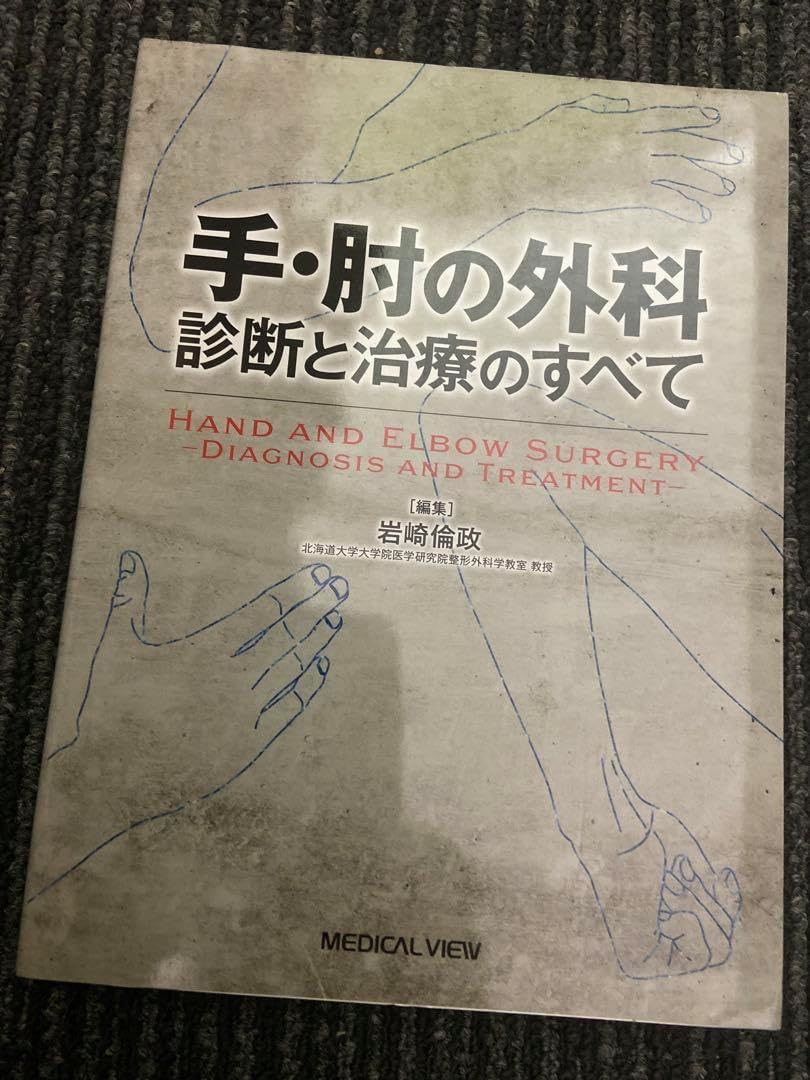 手・肘の外科
診断と治療のすべて
HAND AND ELBOW SURGERY
–DIAGNOSIS AND TREATMENT–
[編集]
岩崎倫政
北海道大学大学院医学研究院整形外科学教室 教授
MEDICAL VIEW